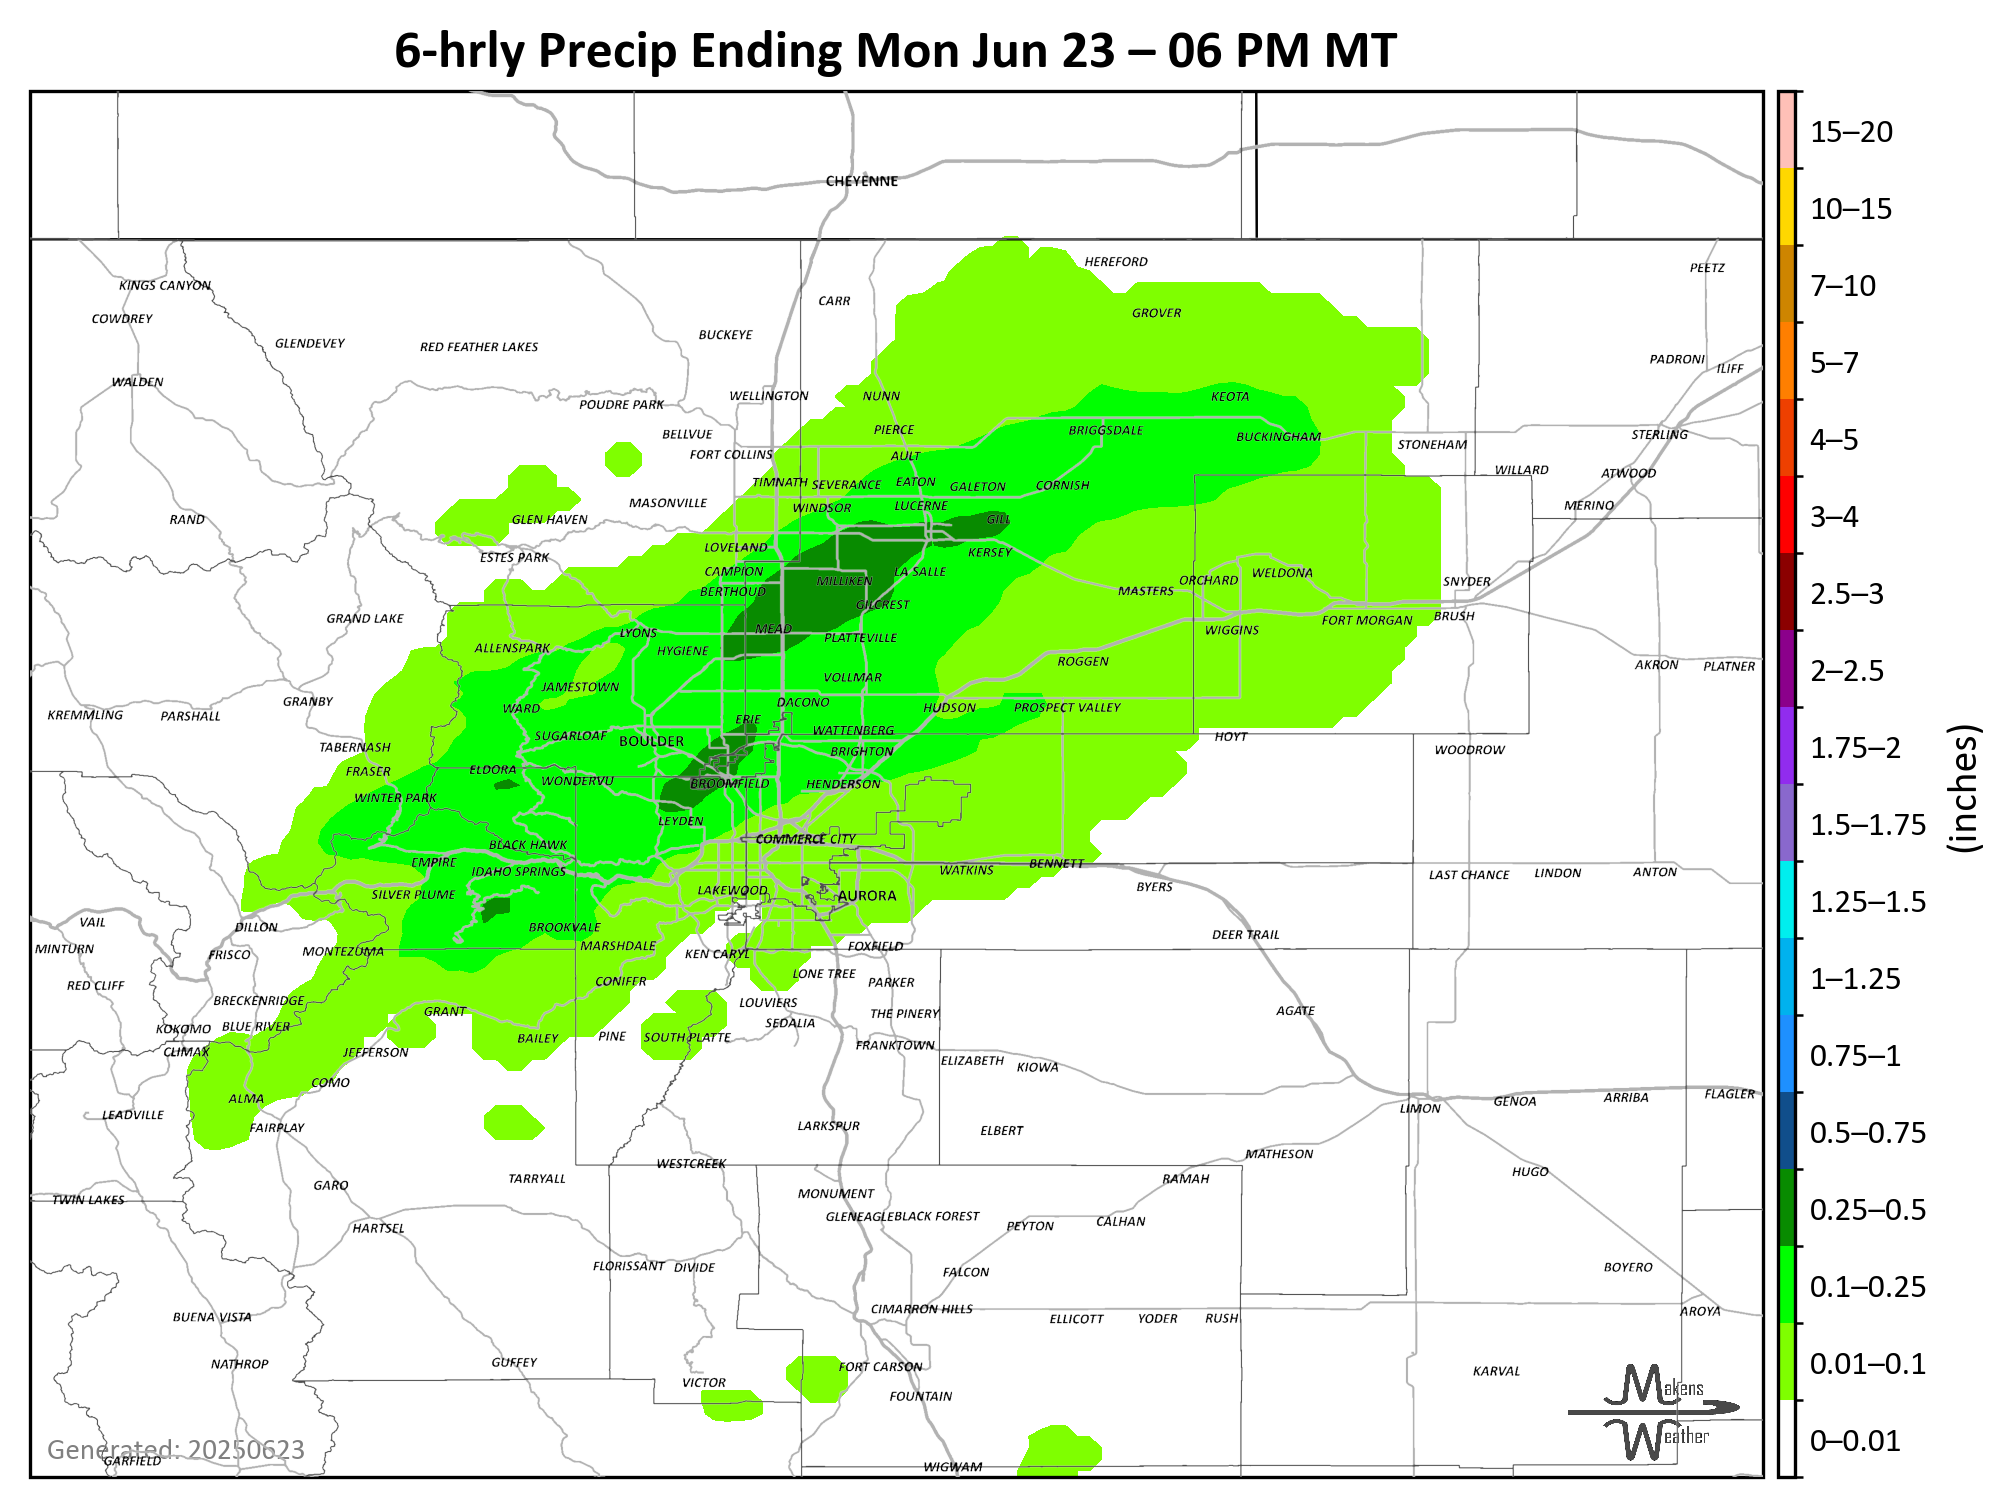 6-hrly Precip Ending Mon Jun 23 – 06 PM MT
CHEYENNE
HEREFORD
PEETZ
KINGS CANYON
CARR
GROVER
COWDREY
BUCKEYE
GLENDEVEY
RED FEATHER LAKES
PADRONI
ILIFF
WALDEN
WELLINGTON
NUNN
KEOTA
POUDRE PARK
BELLVUE
PIERCE
BRIGGSDALE
BUCKINGHAM
STONEHAM
STERLING
FORT COLLINS
AULT
WILLARD
ATWOOD
TIMNATH
SEVERANCE
EATON
GALETON
CORNISH
MASONVILLE
WINDSOR
LUCERNE
MERINO
RAND
GLEN HAVEN
GILL
LOVELAND
KERSEY
ESTES PARK
CAMPION
MILLIKEN
LA SALLE
ORCHARD
WELDONA
SNYDER
BERTHOUD
MASTERS
GILCREST
GRAND LAKE
LYONS
MEAD
PLATTEVILLE
WIGGINS
FORT MORGAN
BRUSH
ALLENSPARK
HYGIENE
ROGGEN
AKRON
PLATNER
JAMESTOWN
VOLLMAR
GRANBY
WARD
DACONO
HUDSON
PROSPECT VALLEY
KREMMLING
PARSHALL
ERIE
SUGARLOAF
BOULDER
WATTENBERG
HOYT
TABERNASH
BRIGHTON
WOODROW
FRASER
ELDORA
WONDERVU
BROOMFIELD
HENDERSON
WINTER PARK
LEYDEN
BLACK HAWK
COMMERCE CITY
EMPIRE
IDAHO SPRINGS
WATKINS
BENNETT
BYERS
LAST CHANCE
LINDON
ANTON
SILVER PLUME
LAKEWOOD
AURORA
VAIL
DILLON
BROOKVALE
DEER TRAIL
MINTURN
FRISCO
MONTEZUMA
MARSHDALE
KEN CARYL
FOXFIELD
RED CLIFF
CONIFER
LONE TREE
PARKER
BRECKENRIDGE
GRANT
LOUVIERS
THE PINERY
AGATE
KOKOMO
BLUE RIVER
BAILEY
PINE
SOUTH PLATTE
SEDALIA
CLIMAX
JEFFERSON
FRANKTOWN
ELIZABETH
KIOWA
COMO
ALMA
LIMON
GENOA
ARRIBA
FLAGLER
LEADVILLE
FAIRPLAY
LARKSPUR
ELBERT
WESTCREEK
MATHESON
HUGO
TWIN LAKES
GARO
TARRYALL
MONUMENT
RAMAH
HARTSEL
GLENEAGLE
BLACK FOREST
PEYTON
CALHAN
FLORISSANT
DIVIDE
FALCON
BOYERO
BUENA VISTA
CIMARRON HILLS
ELLICOTT
YODER
RUSH
AROYA
NATHROP
GUFFEY
FORT CARSON
KARVAL
VICTOR
FOUNTAIN
GARFIELD
WIGWAM
Generated: 20250623
Makens
Weather
15–20
10–15
7–10
5–7
4–5
3–4
2.5–3
2–2.5
1.75–2
1.5–1.75
1.25–1.5
1–1.25
0.75–1
0.5–0.75
0.25–0.5
0.1–0.25
0.01–0.1
0–0.01
(inches)